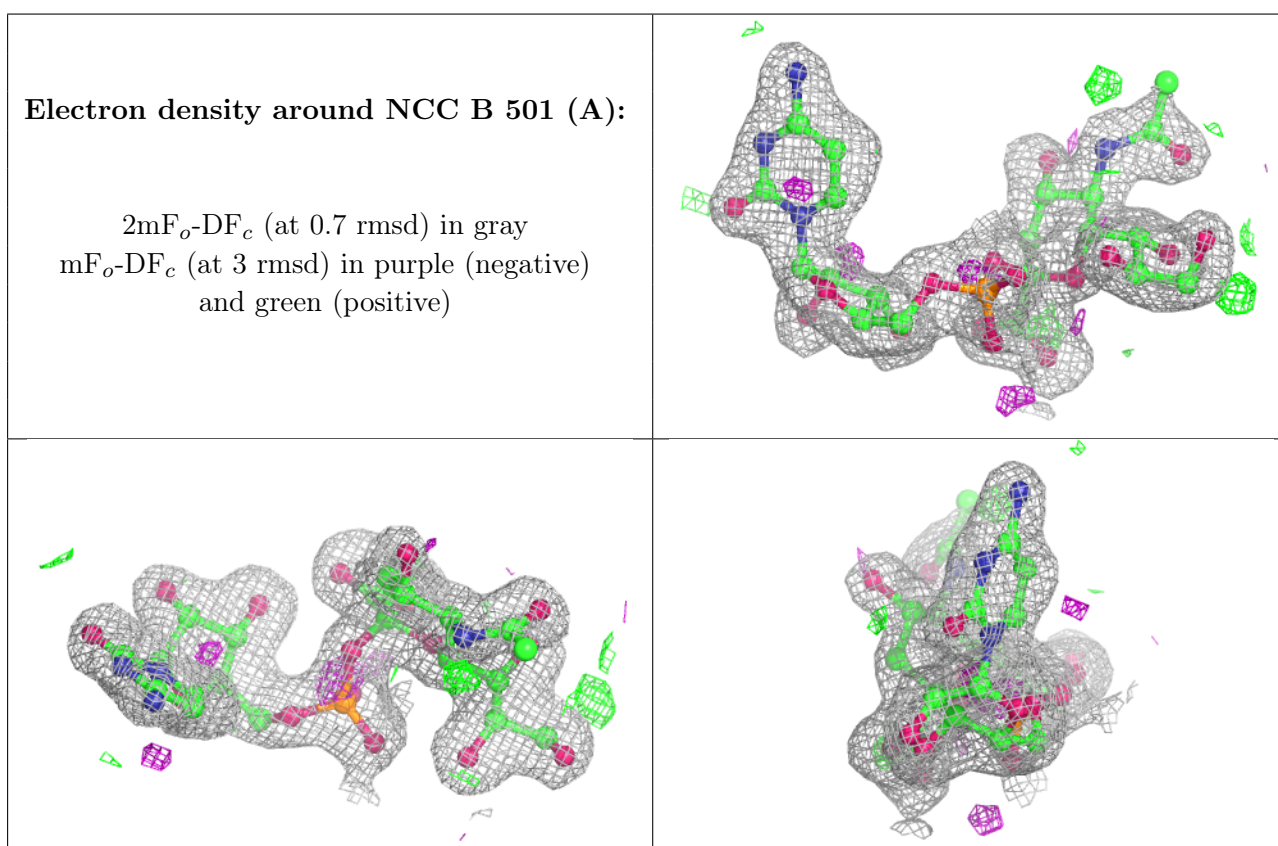 Electron density around NCC B 501 (A):
2mFₒ-DF𝒸 (at 0.7 rmsd) in gray
mFₒ-DF𝒸 (at 3 rmsd) in purple (negative)
and green (positive)